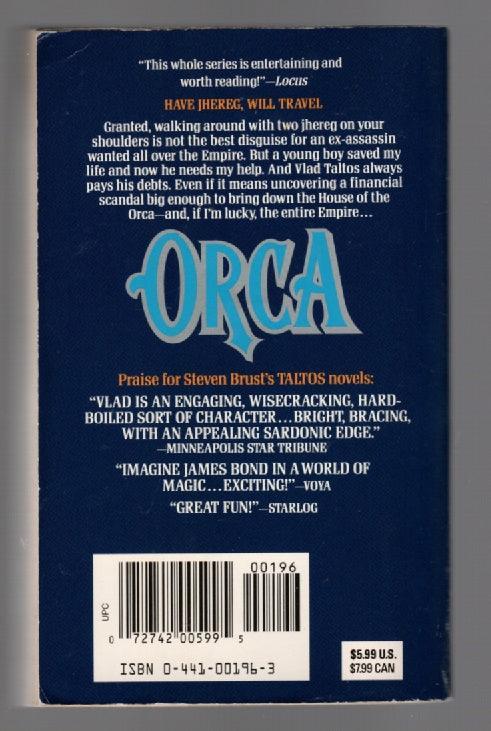 “This whole series is entertaining and
worth reading!”—Locus
HAVE JHEREG, WILL TRAVEL
Granted, walking around with two jhereg on your
shoulders is not the best disguise for an ex-assassin
wanted all over the Empire. But a young boy saved my
life and now he needs my help. And Vlad Taltos always
pays his debts. Even if it means uncovering a financial
scandal big enough to bring down the House of the
Orca—and, if I’m lucky, the entire Empire...
ORCA
Praise for Steven Brust’s TALTOS novels:
“VLAD IS AN ENGAGING, WISECRACKING, HARD-
BOILED SORT OF CHARACTER...BRIGHT, BRACING,
WITH AN APPEALING SARDONIC EDGE.”
—MINNEAPOLIS STAR TRIBUNE
“IMAGINE JAMES BOND IN A WORLD OF
MAGIC...EXCITING!”—VOYA
“GREAT FUN!”—STARLOG
00196
UPC
0 72742 00599 5
ISBN 0-441-00196-3
$5.99 U.S.
$7.99 CAN